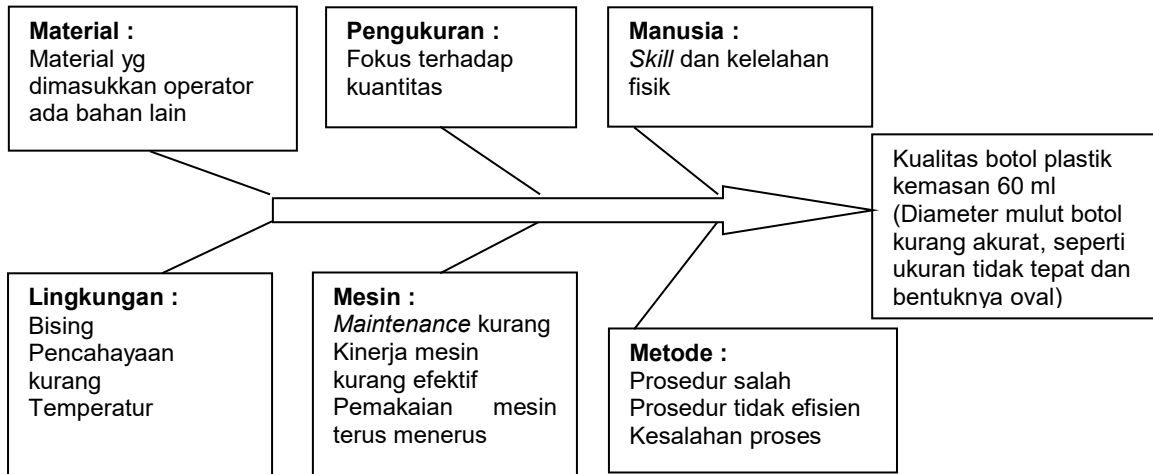 Material :
Material yg
dimasukkan operator
ada bahan lain
Pengukuran :
Fokus terhadap
kuantitas
Manusia :
Skill dan kelelahan
fisik
Kualitas botol plastik
kemasan 60 ml
(Diameter mulut botol
kurang akurat, seperti
ukuran tidak tepat dan
bentuknya oval)
Lingkungan :
Bising
Pencahayaan
kurang
Temperatur
Mesin :
Maintenance kurang
Kinerja mesin
kurang efektif
Pemakaian mesin
terus menerus
Metode :
Prosedur salah
Prosedur tidak efisien
Kesalahan proses